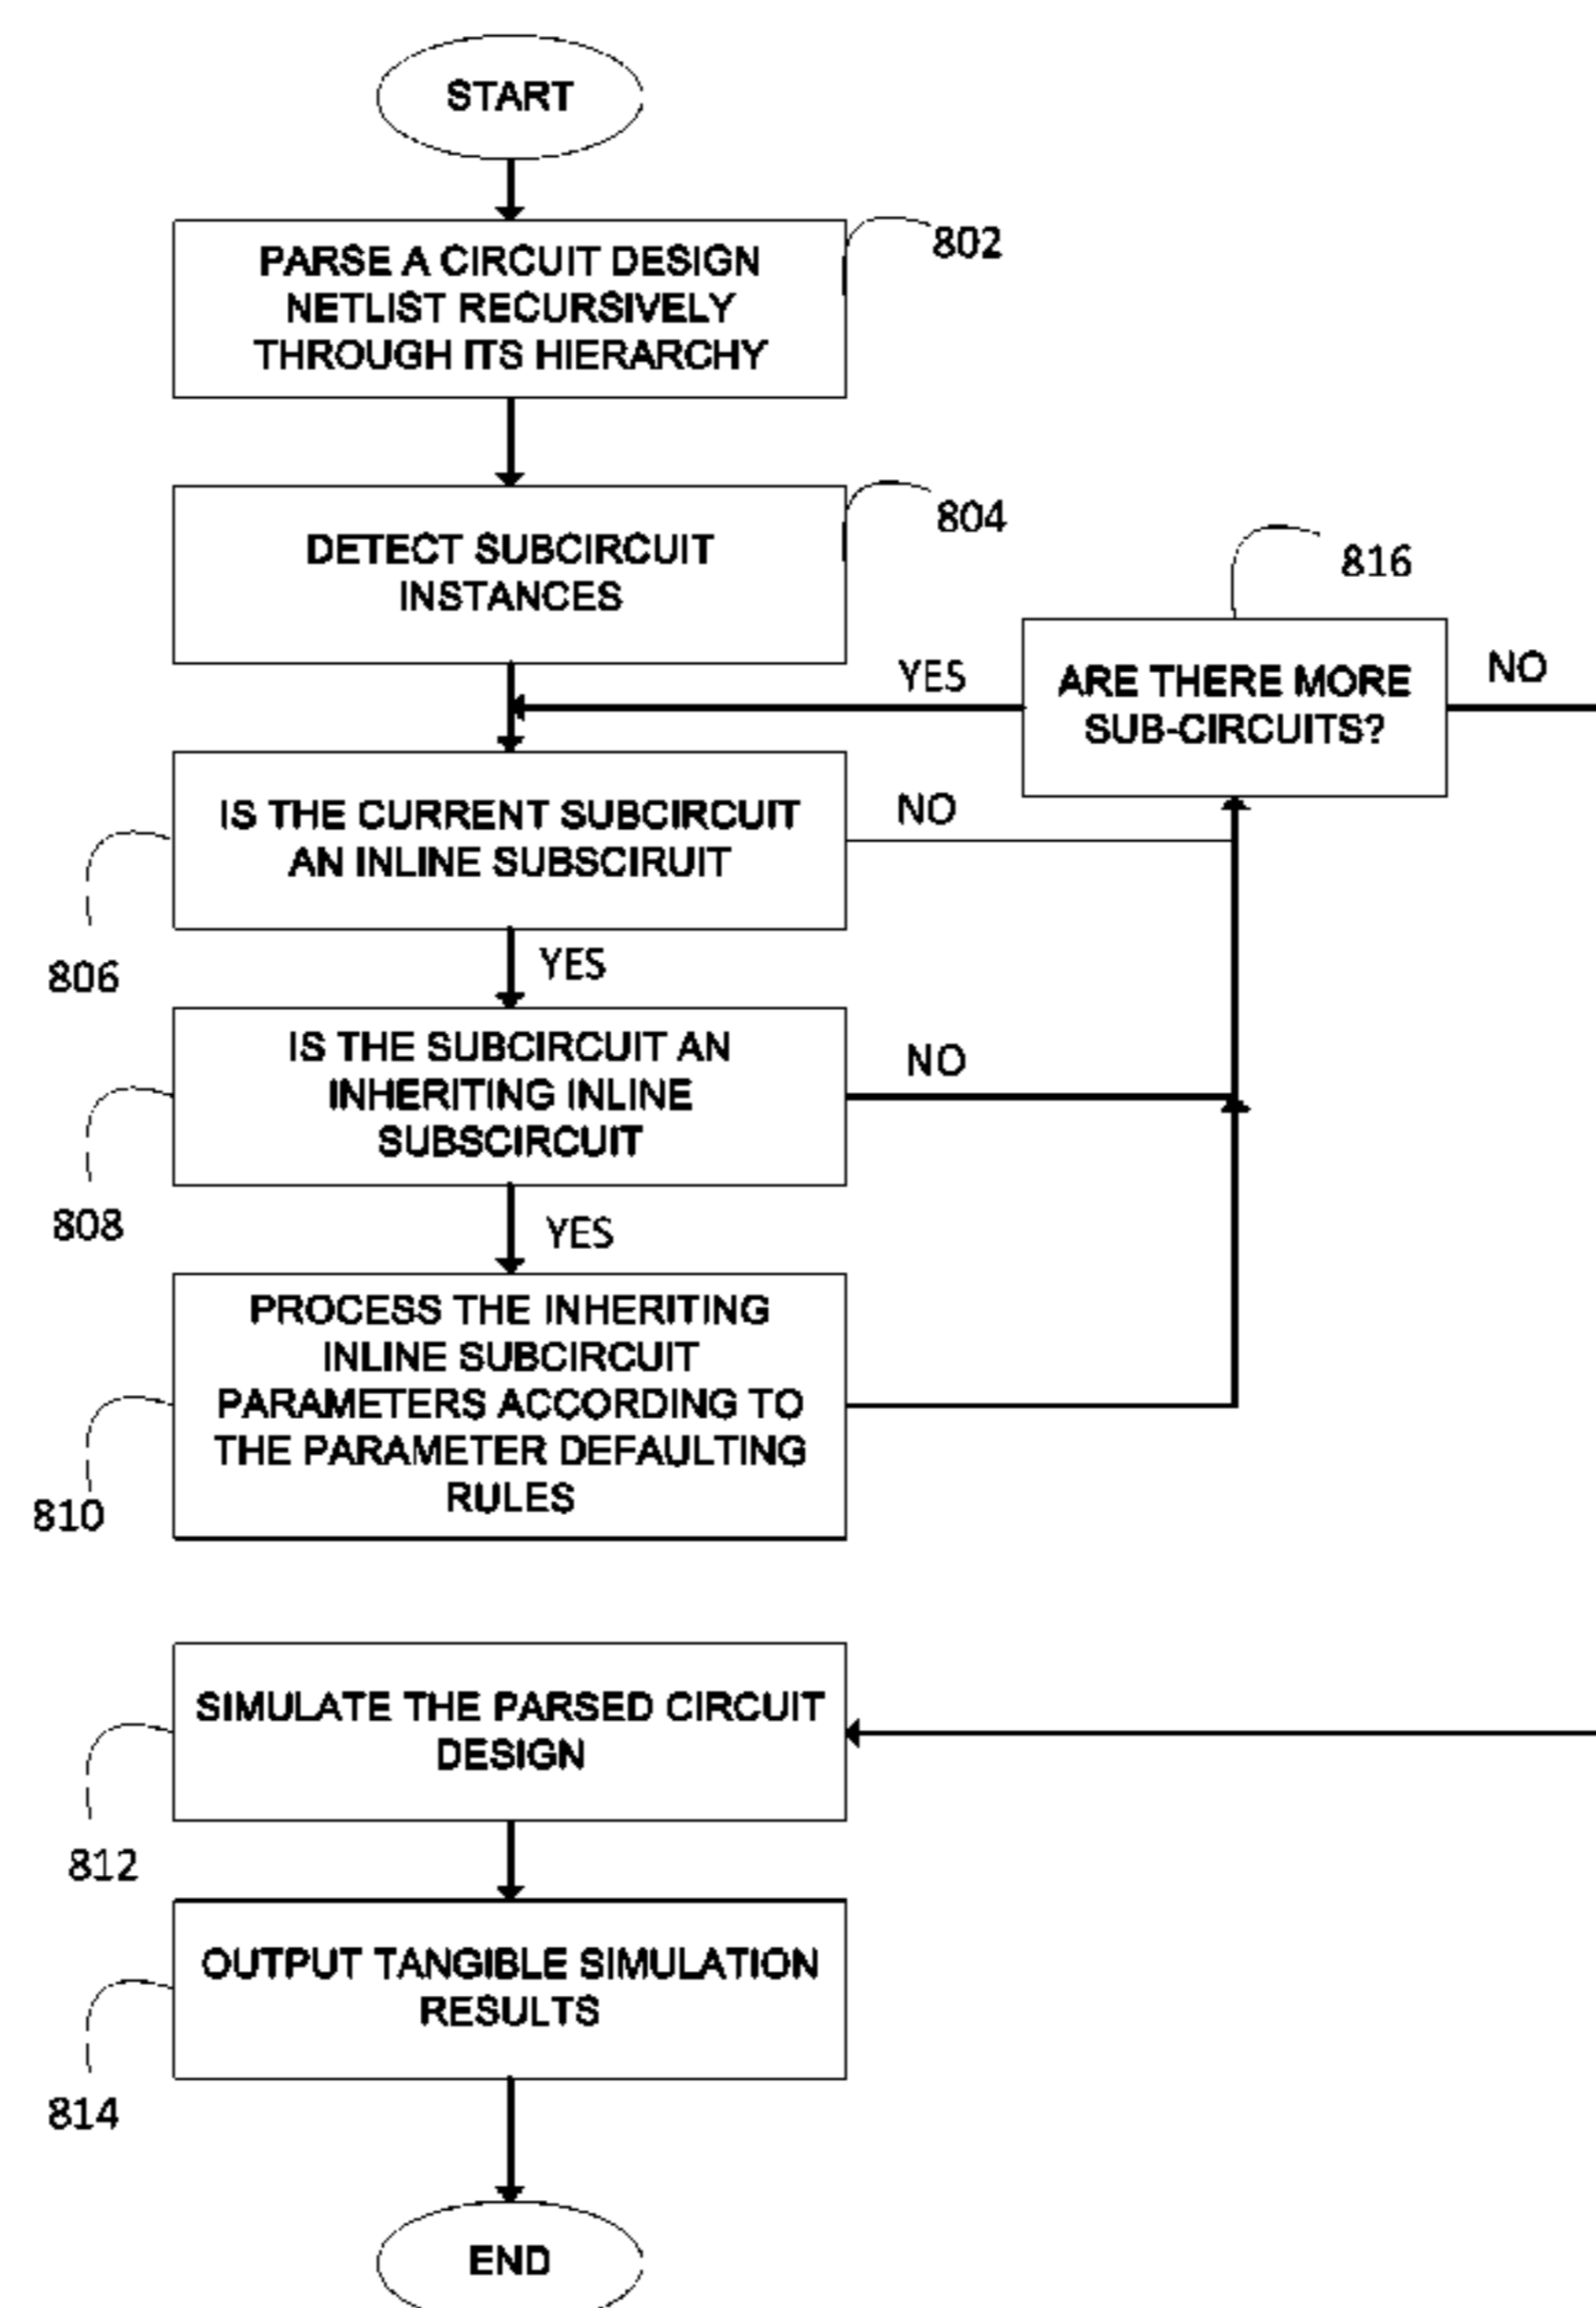 START
PARSE A CIRCUIT DESIGN
NETLIST RECURSIVELY
THROUGH ITS HIERARCHY
802
DETECT SUBCIRCUIT
INSTANCES
804
816
ARE THERE MORE
SUB-CIRCUITS?
YES
NO
IS THE CURRENT SUBCIRCUIT
AN INLINE SUBSCIRUIT
NO
806
YES
IS THE SUBCIRCUIT AN
INHERITING INLINE
SUBSCIRCUIT
NO
808
YES
PROCESS THE INHERITING
INLINE SUBCIRCUIT
PARAMETERS ACCORDING TO
THE PARAMETER DEFAULTING
RULES
810
SIMULATE THE PARSED CIRCUIT
DESIGN
812
OUTPUT TANGIBLE SIMULATION
RESULTS
814
END